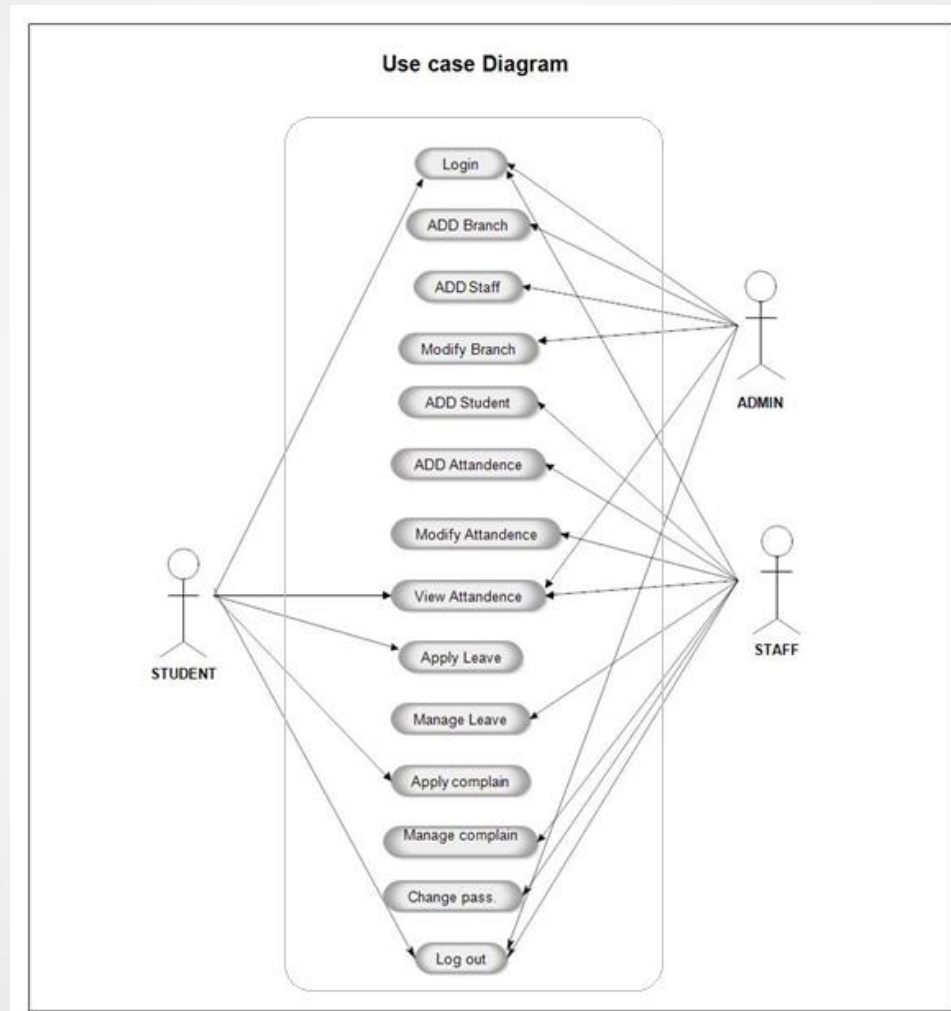 Use case Diagram
Login
ADD Branch
ADD Staff
Modify Branch
ADD Student
ADD Attandence
Modify Attandence
View Attandence
Apply Leave
Manage Leave
Apply complain
Manage complain
Change pass.
Log out
STUDENT
ADMIN
STAFF